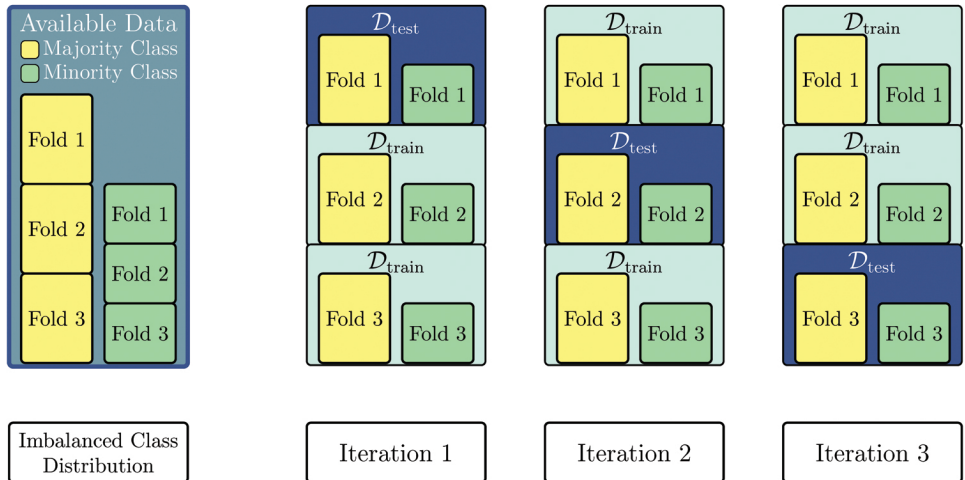 Available Data
Majority Class
Minority Class
Fold 1
Fold 2
Fold 3
Fold 1
Fold 2
Fold 3
Imbalanced Class
Distribution
𝒟test
Fold 1
Fold 1
𝒟train
Fold 2
Fold 2
𝒟train
Fold 3
Fold 3
Iteration 1
𝒟train
Fold 1
Fold 1
𝒟test
Fold 2
Fold 2
𝒟train
Fold 3
Fold 3
Iteration 2
𝒟train
Fold 1
Fold 1
𝒟train
Fold 2
Fold 2
𝒟test
Fold 3
Fold 3
Iteration 3